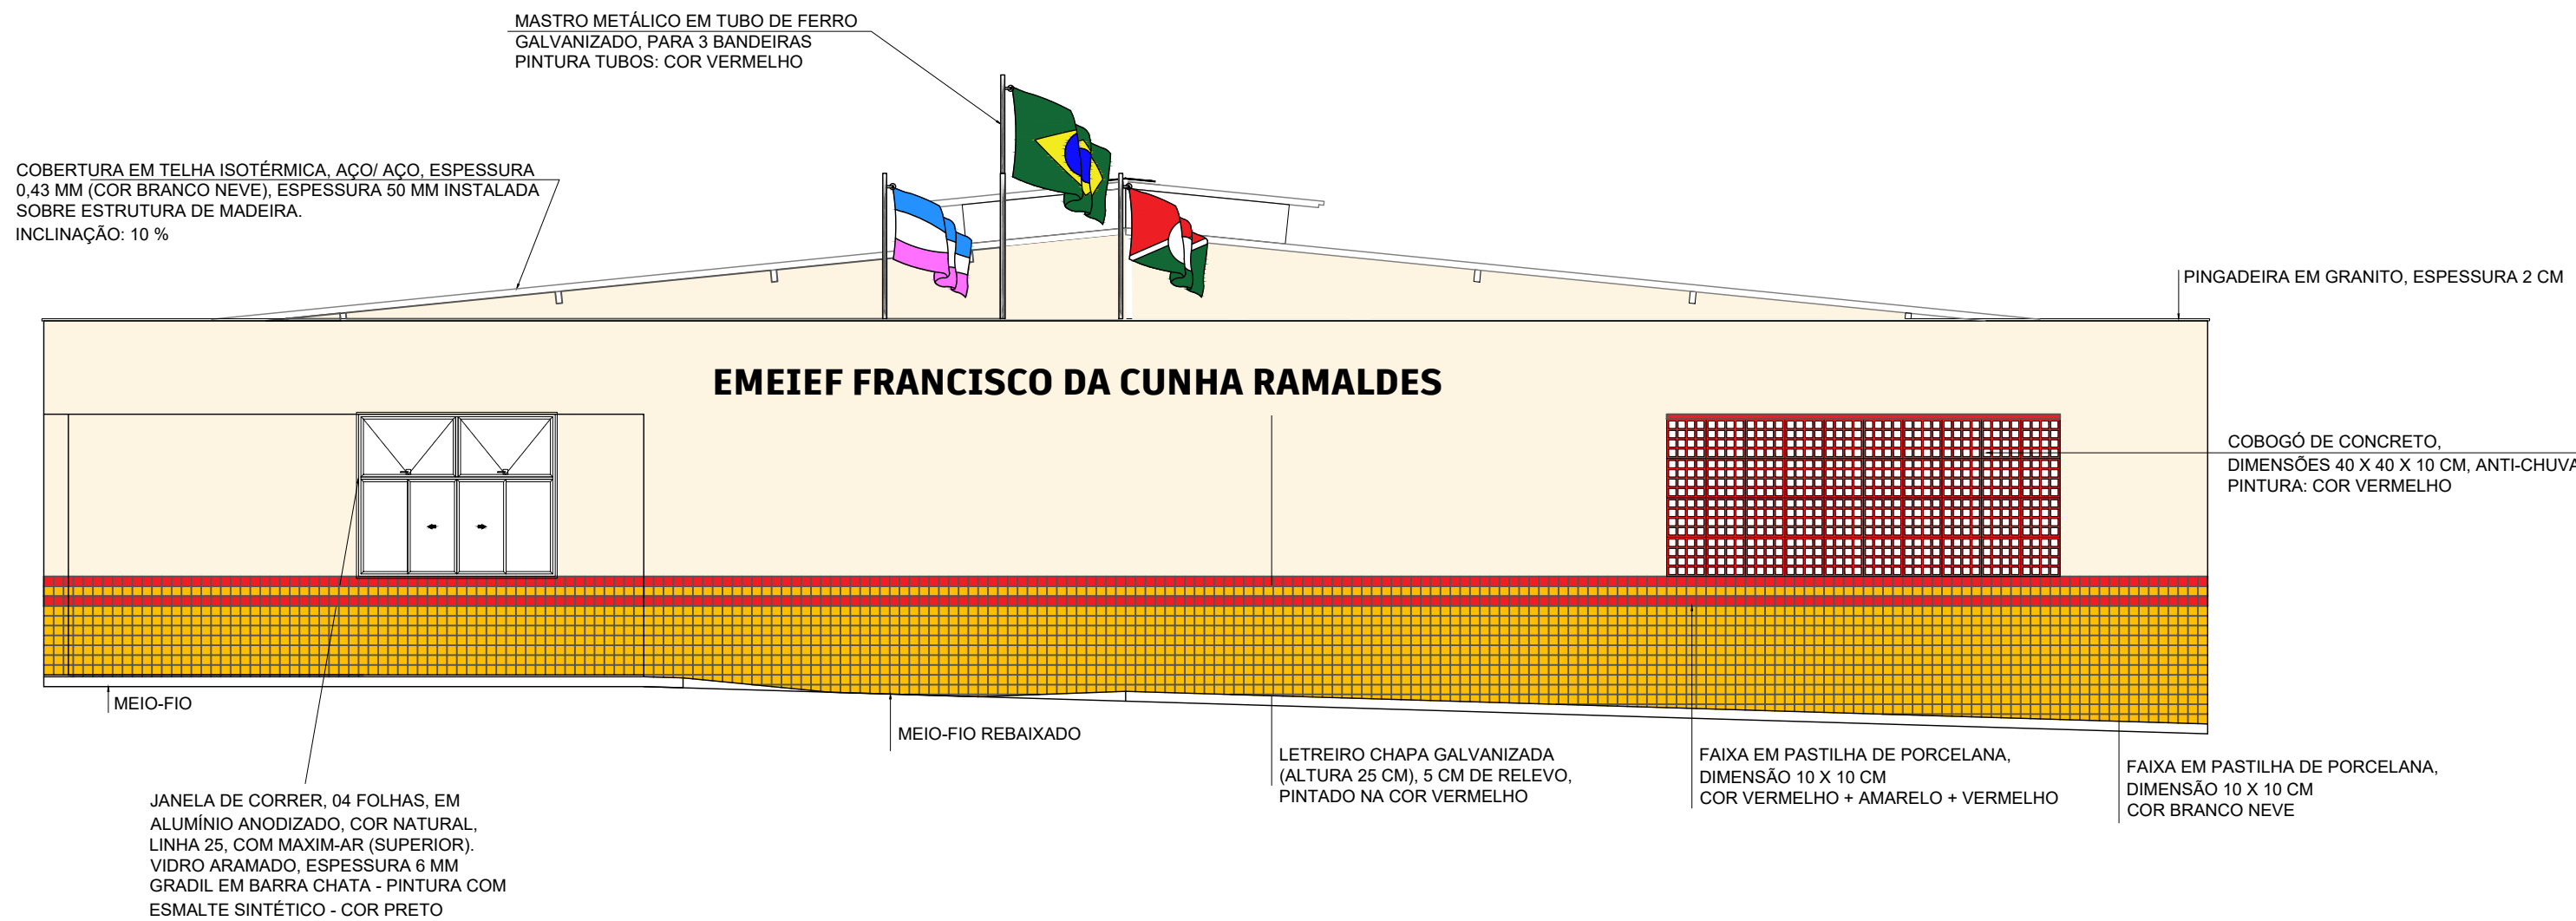 MASTRO METÁLICO EM TUBO DE FERRO
GALVANIZADO, PARA 3 BANDEIRAS
PINTURA TUBOS: COR VERMELHO
COBERTURA EM TELHA ISOTÉRMICA, AÇO/ AÇO, ESPESSURA
0,43 MM (COR BRANCO NEVE), ESPESSURA 50 MM INSTALADA
SOBRE ESTRUTURA DE MADEIRA.
INCLINAÇÃO: 10 %
PINGADEIRA EM GRANITO, ESPESSURA 2 CM
EMEIEF FRANCISCO DA CUNHA RAMALDES
COBOGÓ DE CONCRETO,
DIMENSÕES 40 X 40 X 10 CM, ANTI-CHUVA
PINTURA: COR VERMELHO
MEIO-FIO
MEIO-FIO REBAIXADO
LETREIRO CHAPA GALVANIZADA
(ALTURA 25 CM), 5 CM DE RELEVO,
PINTADO NA COR VERMELHO
FAIXA EM PASTILHA DE PORCELANA,
DIMENSÃO 10 X 10 CM
COR VERMELHO + AMARELO + VERMELHO
FAIXA EM PASTILHA DE PORCELANA,
DIMENSÃO 10 X 10 CM
COR BRANCO NEVE
JANELA DE CORRER, 04 FOLHAS, EM
ALUMÍNIO ANODIZADO, COR NATURAL,
LINHA 25, COM MAXIM-AR (SUPERIOR).
VIDRO ARAMADO, ESPESSURA 6 MM
GRADIL EM BARRA CHATA - PINTURA COM
ESMALTE SINTÉTICO - COR PRETO